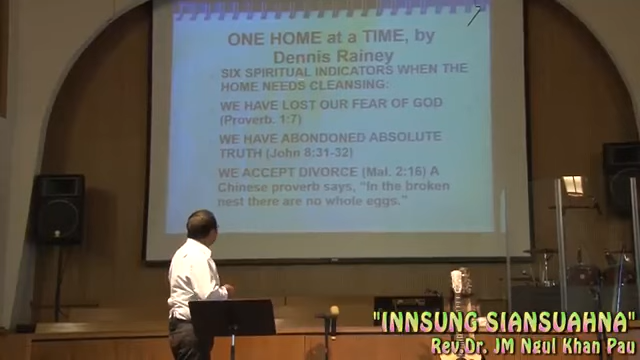 ONE HOME at a TIME, by
Dennis Rainey
SIX SPIRITUAL INDICATORS WHEN THE
HOME NEEDS CLEANSING:
WE HAVE LOST OUR FEAR OF GOD
(Proverb. 1:7)
WE HAVE ABONDONED ABSOLUTE
TRUTH (John 8:31-32)
WE ACCEPT DIVORCE (Mal. 2:16) A
Chinese proverb says, "In the broken
nest there are no whole eggs."
"INNSUNG SIANSUAHNA"
Rev.Dr. JM Ngul Khan Pau